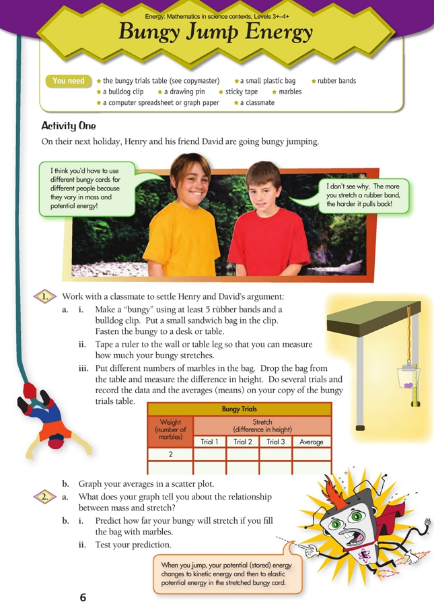 Energy: Mathematics in science contexts, Levels 3+–4+
Bungy Jump Energy
You need
★ the bungy trials table (see copymaster) ★ a small plastic bag ★ rubber bands
★ a bulldog clip ★ a drawing pin ★ sticky tape ★ marbles
★ a computer spreadsheet or graph paper ★ a classmate
Activity One
On their next holiday, Henry and his friend David are going bungy jumping.
I think you'd have to use
different bungy cords for
different people because
they vary in mass and
potential energy!
I don't see why. The more
you stretch a rubber band,
the harder it pulls back!
1. Work with a classmate to settle Henry and David's argument:
a. i. Make a "bungy" using at least 5 rubber bands and a
bulldog clip. Put a small sandwich bag in the clip.
Fasten the bungy to a desk or table.
ii. Tape a ruler to the wall or table leg so that you can measure
how much your bungy stretches.
iii. Put different numbers of marbles in the bag. Drop the bag from
the table and measure the difference in height. Do several trials and
record the data and the averages (means) on your copy of the bungy
trials table.
Bungy Trials
Weight
(number of
marbles)
Stretch
(difference in height)
Trial 1 Trial 2 Trial 3 Average
2
b. Graph your averages in a scatter plot.
2. a. What does your graph tell you about the relationship
between mass and stretch?
b. i. Predict how far your bungy will stretch if you fill
the bag with marbles.
ii. Test your prediction.
When you jump, your potential (stored) energy
changes to kinetic energy and then to elastic
potential energy in the stretched bungy cord.
6